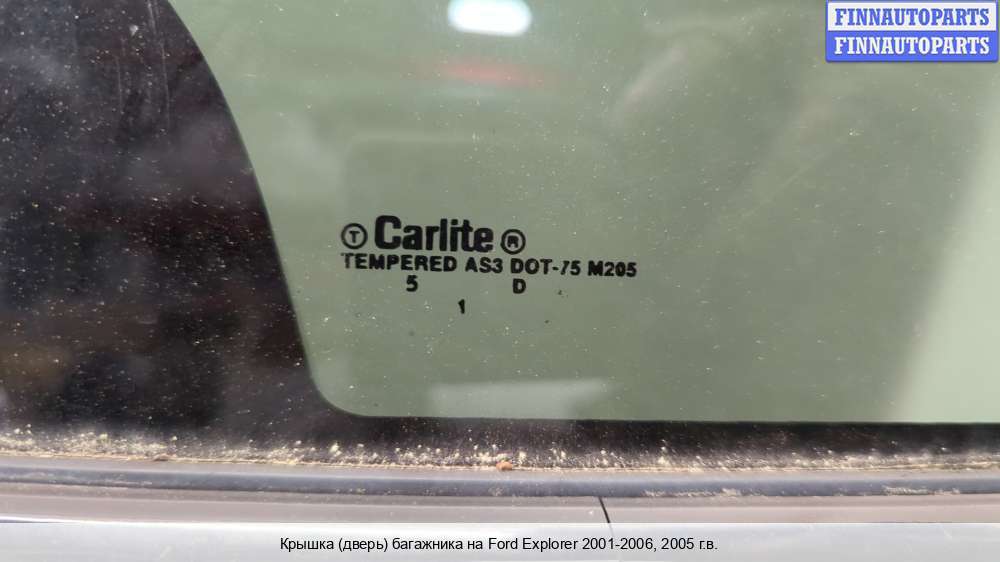 FINNAUTOPARTS
FINNAUTOPARTS
T Carlite R
TEMPERED AS3 DOT-75 M205
5 D
1
Крышка (дверь) багажника на Ford Explorer 2001-2006, 2005 г.в.